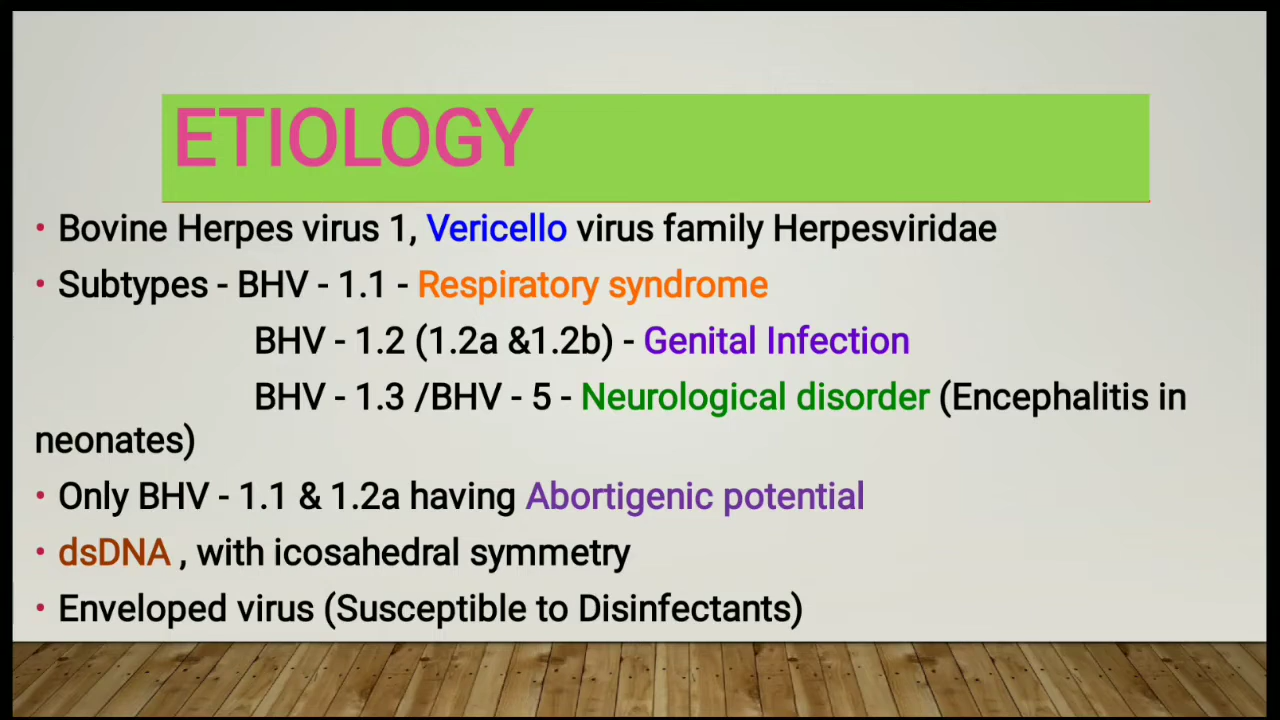 ETIOLOGY
• Bovine Herpes virus 1, Vericello virus family Herpesviridae
• Subtypes - BHV - 1.1 - Respiratory syndrome
BHV - 1.2 (1.2a &1.2b) - Genital Infection
BHV - 1.3 /BHV - 5 - Neurological disorder (Encephalitis in
neonates)
• Only BHV - 1.1 & 1.2a having Abortigenic potential
• dsDNA , with icosahedral symmetry
• Enveloped virus (Susceptible to Disinfectants)